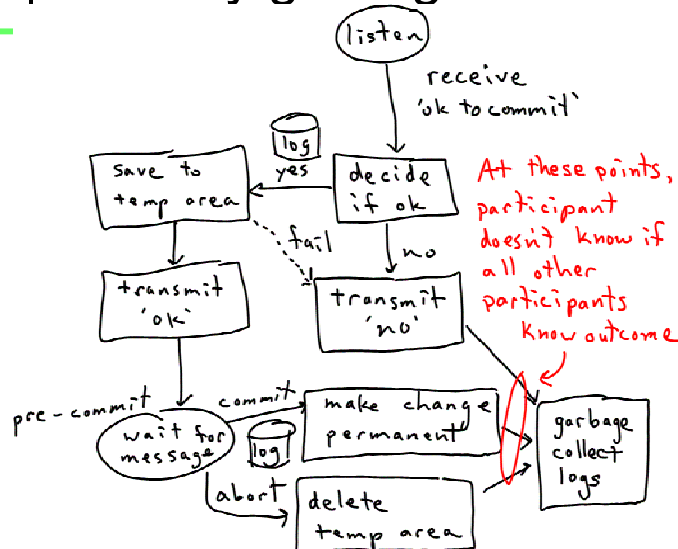 listen
receive
'ok to commit'
log
yes
save to
temp area
decide
if ok
At these points,
participant
doesn't know if
all other
participants
know outcome
fail
no
transmit
'ok'
transmit
'no'
pre-commit
commit
make change
permanent
wait for
message
log
garbage
collect
logs
abort
delete
temp area